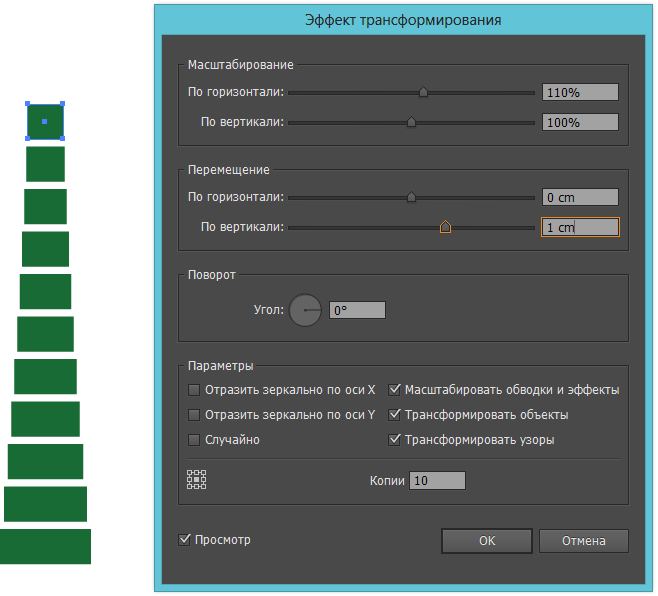 Эффект трансформирования
Масштабирование
По горизонтали: 110%
По вертикали: 100%
Перемещение
По горизонтали: 0 cm
По вертикали: 1 cm
Поворот
Угол: 0°
Параметры
Отразить зеркально по оси X Масштабировать обводки и эффекты
Отразить зеркально по оси Y Трансформировать объекты
Случайно Трансформировать узоры
Копии 10
Просмотр OK Отмена